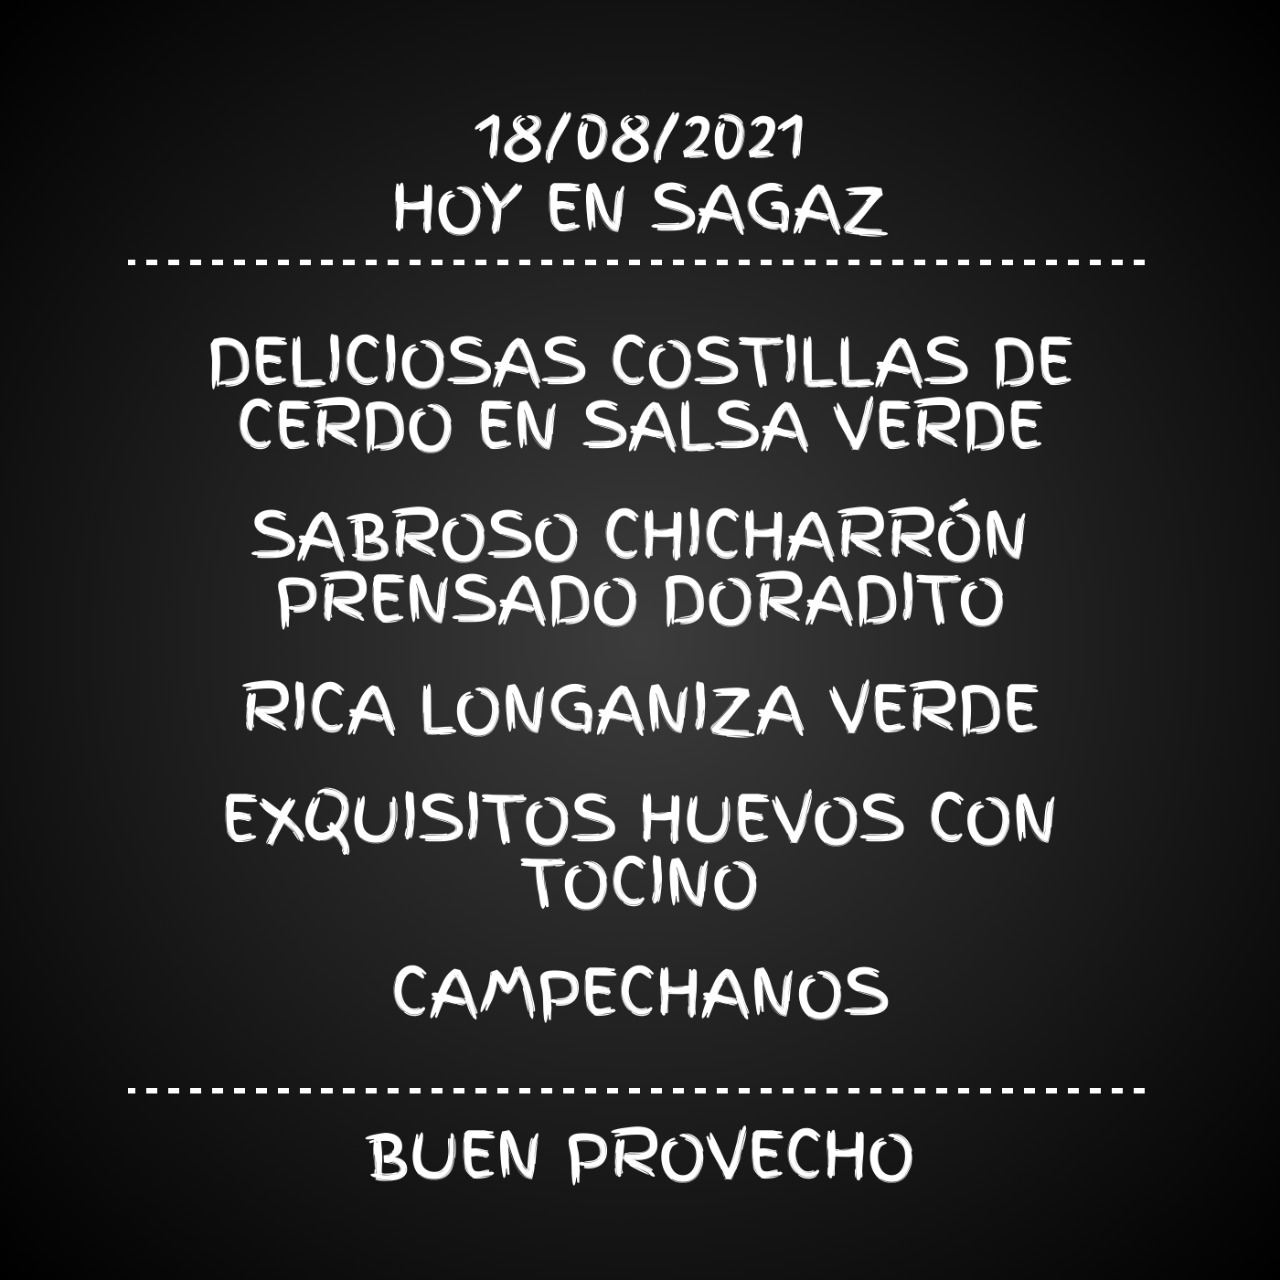 18/08/2021
HOY EN SAGAZ
DELICIOSAS COSTILLAS DE
CERDO EN SALSA VERDE
SABROSO CHICHARRÓN
PRENSADO DORADITO
RICA LONGANIZA VERDE
EXQUISITOS HUEVOS CON
TOCINO
CAMPECHANOS
BUEN PROVECHO